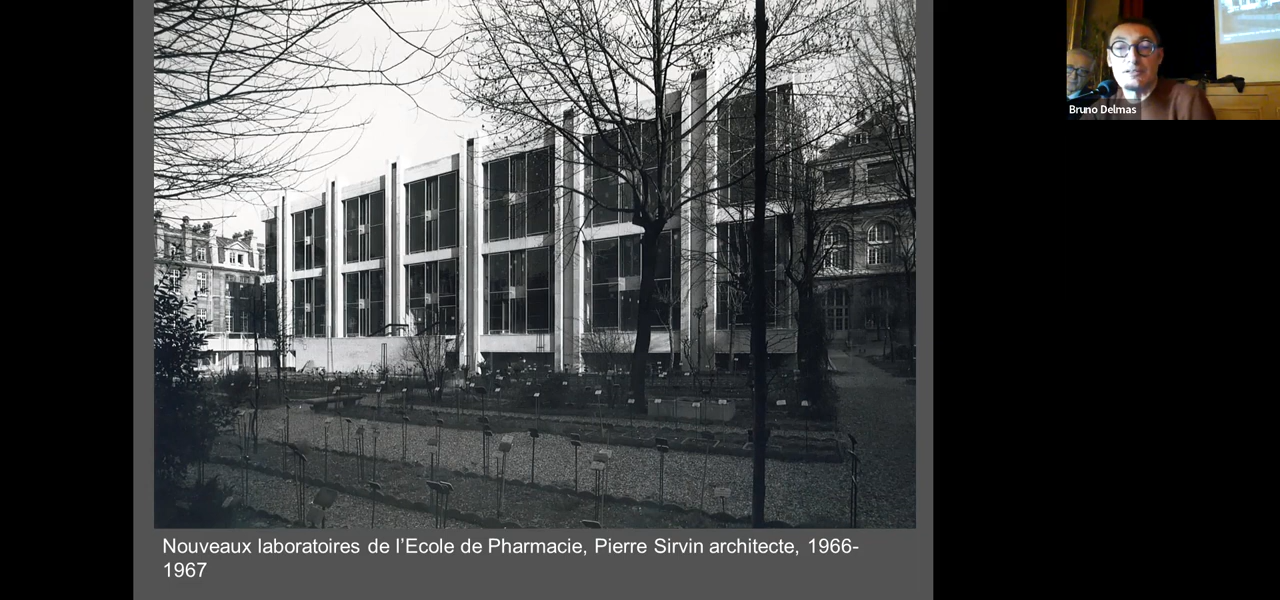 Bruno Delmas
Nouveaux laboratoires de l’Ecole de Pharmacie, Pierre Sirvin architecte, 1966-
1967